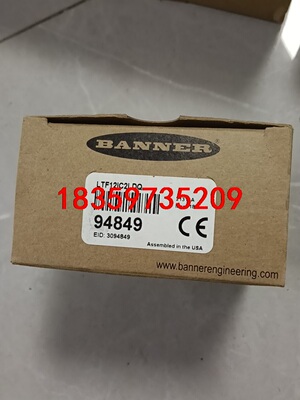 BANNER
LTF12IC2LDQ
18359735209
94849
EID: 3094849
CE
Assembled in the USA
www.bannerengineering.com